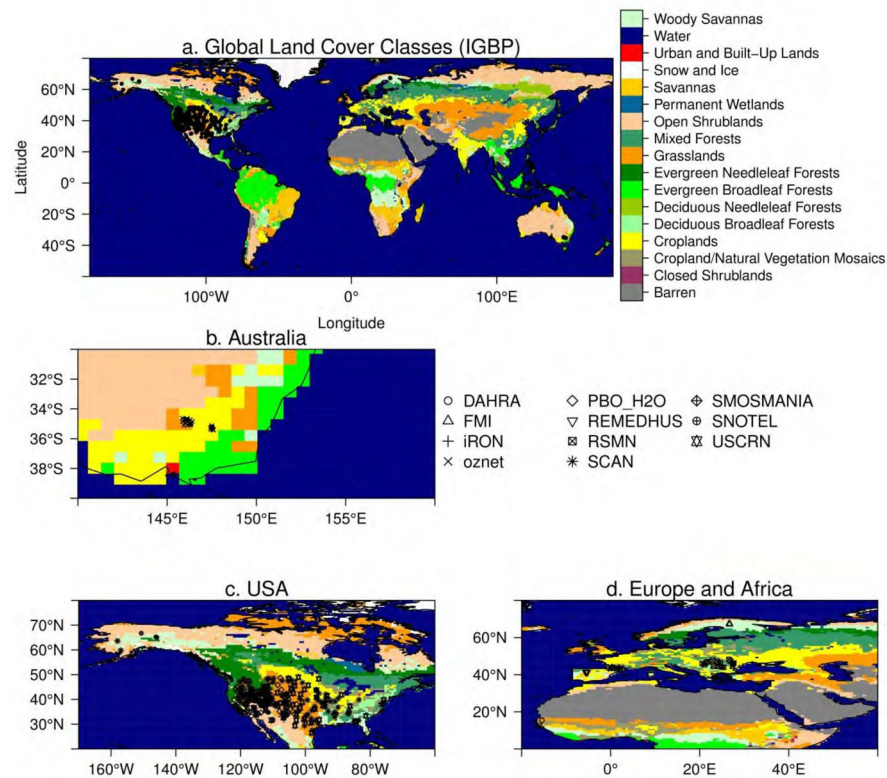 a. Global Land Cover Classes (IGBP)
60°N
40°N
20°N
0°
20°S
40°S
Latitude
100°W
0°
100°E
Longitude
Woody Savannas
Water
Urban and Built-Up Lands
Snow and Ice
Savannas
Permanent Wetlands
Open Shrublands
Mixed Forests
Grasslands
Evergreen Needleleaf Forests
Evergreen Broadleaf Forests
Deciduous Needleleaf Forests
Deciduous Broadleaf Forests
Croplands
Cropland/Natural Vegetation Mosaics
Closed Shrublands
Barren
b. Australia
32°S
34°S
36°S
38°S
145°E
150°E
155°E
DAHRA
FMI
iRON
oznet
PBO_H2O
REMEDHUS
RSMN
SCAN
SMOSMANIA
SNOTEL
USCRN
c. USA
70°N
60°N
50°N
40°N
30°N
160°W
140°W
120°W
100°W
80°W
d. Europe and Africa
60°N
40°N
20°N
0°
20°E
40°E